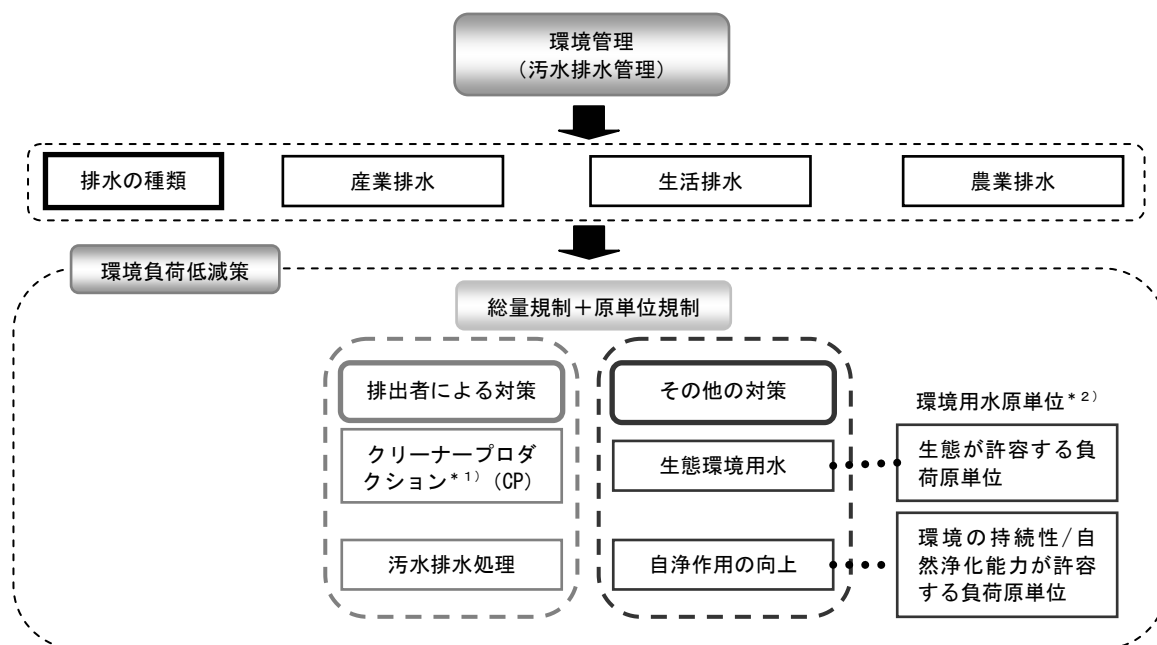 環境管理
（汚水排水管理）
排水の種類
産業排水
生活排水
農業排水
環境負荷低減策
総量規制＋原単位規制
排出者による対策
その他の対策
環境用水原単位*2）
クリーナープロダ
クション*1）（CP）
生態環境用水
生態が許容する負
荷原単位
汚水排水処理
自浄作用の向上
環境の持続性/自
然浄化能力が許容
する負荷原単位